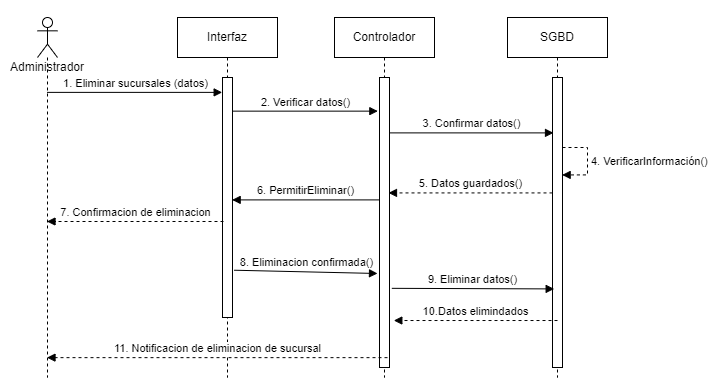 Interfaz
Controlador
SGBD
Administrador
1. Eliminar sucursales (datos)
2. Verificar datos()
3. Confirmar datos()
4. VerificarInformación()
5. Datos guardados()
6. PermitirEliminar()
7. Confirmacion de eliminacion
8. Eliminacion confirmada()
9. Eliminar datos()
10.Datos elimindados
11. Notificacion de eliminacion de sucursal